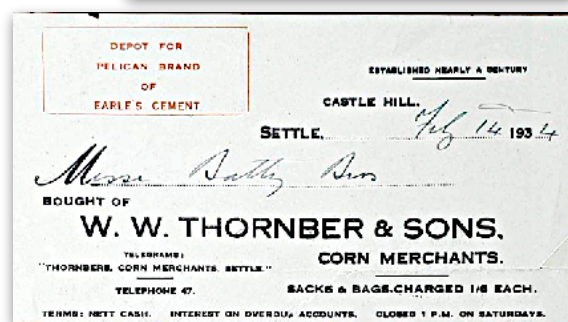 DEPOT FOR
PELICAN BRAND
OF
EARLE'S CEMENT
ESTABLISHED NEARLY A CENTURY
CASTLE HILL,
SETTLE, Feb 14 1934
Messrs Batty Bros
BOUGHT OF
W. W. THORNBER & SONS,
TELEGRAMS:
"THORNBERS, CORN MERCHANTS, SETTLE."
CORN MERCHANTS.
TELEPHONE 47.
SACKS & BAGS CHARGED 1/6 EACH.
TERMS: NETT CASH. INTEREST ON OVERDUE ACCOUNTS. CLOSED 1 P.M. ON SATURDAYS.